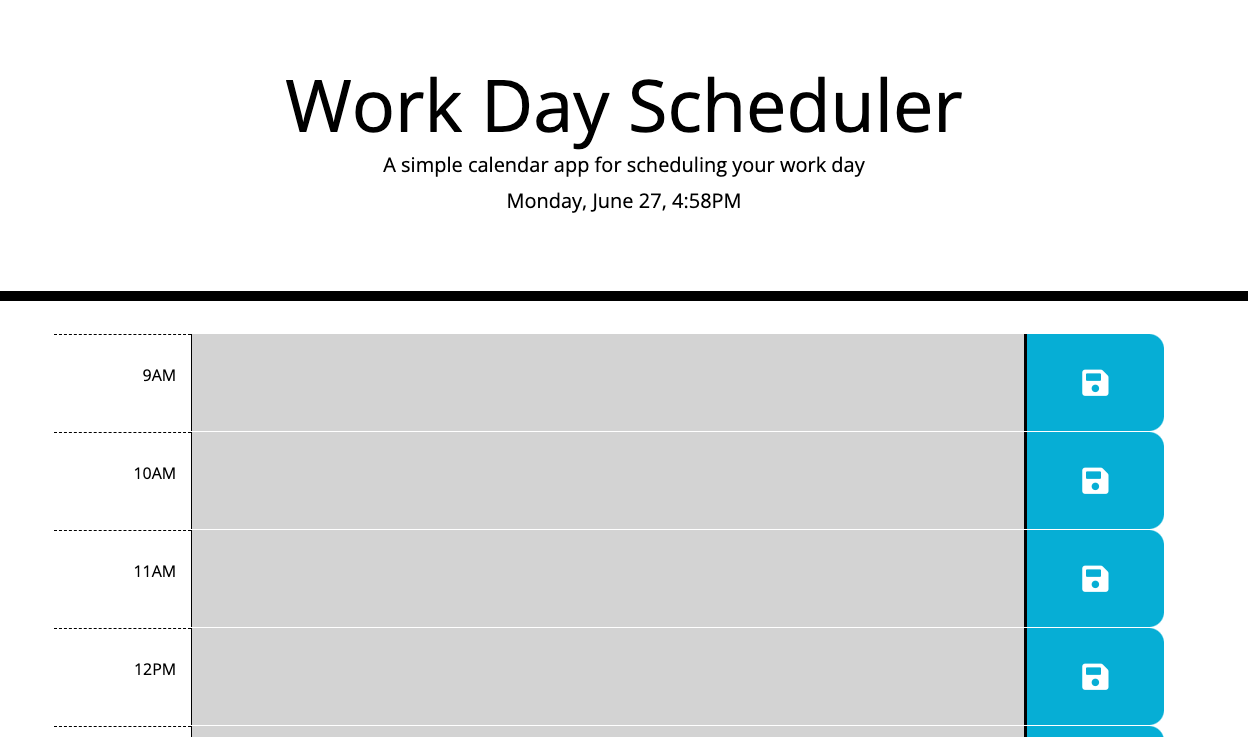 Work Day Scheduler
A simple calendar app for scheduling your work day
Monday, June 27, 4:58PM
9AM
10AM
11AM
12PM